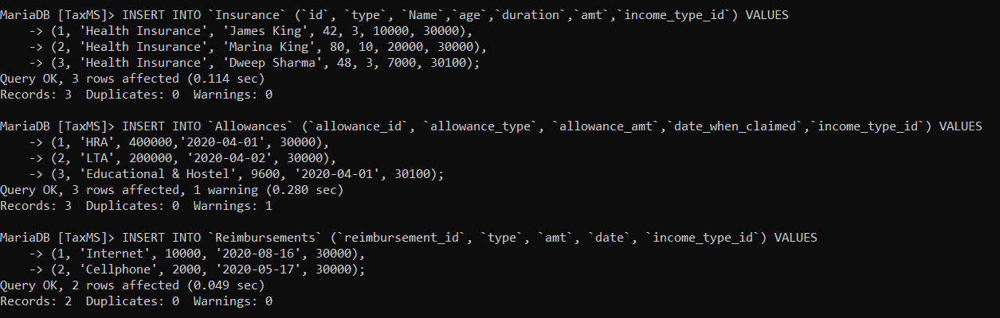 MariaDB [TaxMS]> INSERT INTO `Insurance` (`id`, `type`, `Name`,`age`,`duration`,`amt`,`income_type_id`) VALUES
    -> (1, 'Health Insurance', 'James King', 42, 3, 10000, 30000),
    -> (2, 'Health Insurance', 'Marina King', 80, 10, 20000, 30000),
    -> (3, 'Health Insurance', 'Dweep Sharma', 48, 3, 7000, 30100);
Query OK, 3 rows affected (0.114 sec)
Records: 3  Duplicates: 0  Warnings: 0

MariaDB [TaxMS]> INSERT INTO `Allowances` (`allowance_id`, `allowance_type`, `allowance_amt`,`date_when_claimed`,`income_type_id`) VALUES
    -> (1, 'HRA', 400000,'2020-04-01', 30000),
    -> (2, 'LTA', 200000, '2020-04-02', 30000),
    -> (3, 'Educational & Hostel', 9600, '2020-04-01', 30100);
Query OK, 3 rows affected, 1 warning (0.280 sec)
Records: 3  Duplicates: 0  Warnings: 1

MariaDB [TaxMS]> INSERT INTO `Reimbursements` (`reimbursement_id`, `type`, `amt`, `date`, `income_type_id`) VALUES
    -> (1, 'Internet', 10000, '2020-08-16', 30000),
    -> (2, 'Cellphone', 2000, '2020-05-17', 30000);
Query OK, 2 rows affected (0.049 sec)
Records: 2  Duplicates: 0  Warnings: 0